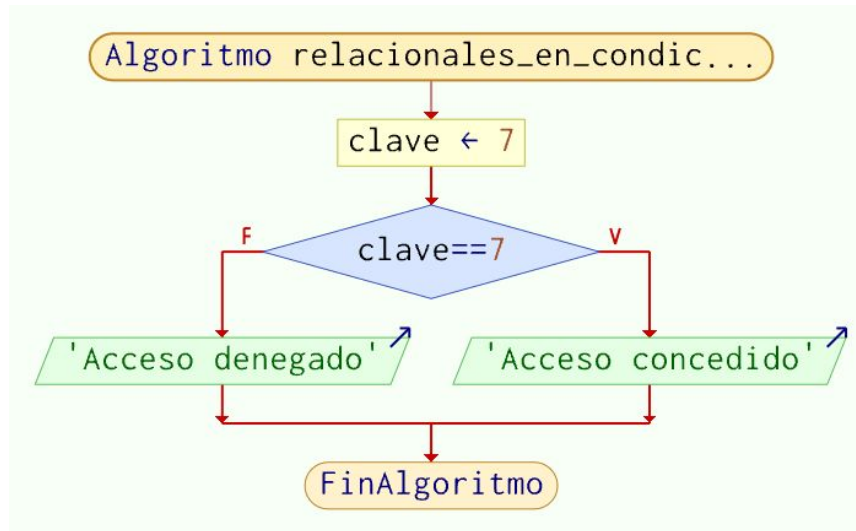 Algoritmo relacionales_en_condic...
clave ← 7
F
V
clave==7
'Acceso denegado'
'Acceso concedido'
FinAlgoritmo